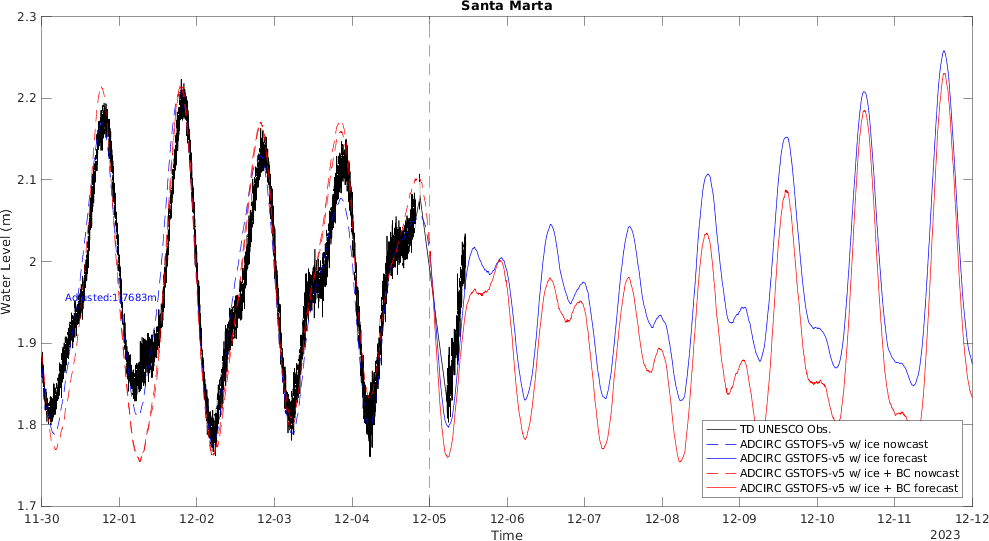 Santa Marta
2.3
2.2
2.1
2
1.9
1.8
1.7
Water Level (m)
Adjusted:1.7683m
TD UNESCO Obs.
ADCIRC GSTOFS-v5 w/ ice nowcast
ADCIRC GSTOFS-v5 w/ ice forecast
ADCIRC GSTOFS-v5 w/ ice + BC nowcast
ADCIRC GSTOFS-v5 w/ ice + BC forecast
11-30 12-01 12-02 12-03 12-04 12-05 12-06 12-07 12-08 12-09 12-10 12-11 12-12
Time
2023